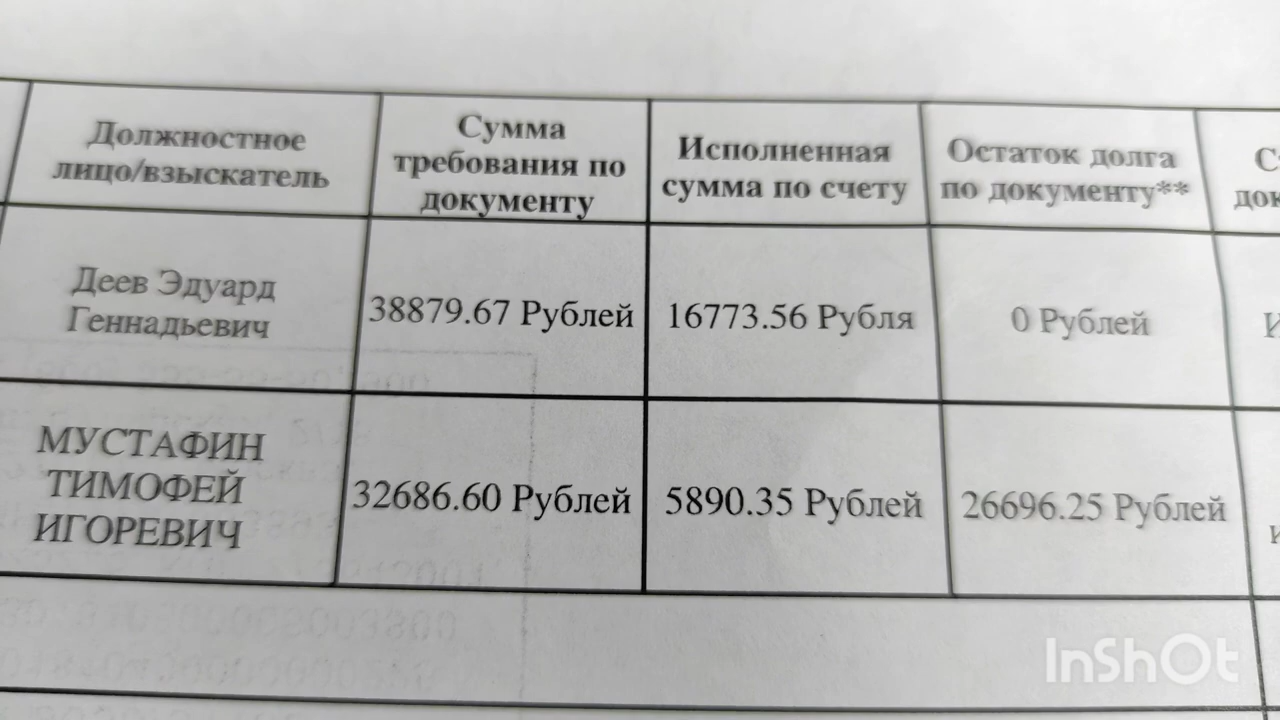 Должностное
лицо/взыскатель
Сумма
требования по
документу
Исполненная
сумма по счету
Остаток долга
по документу**
Деев Эдуард
Геннадьевич
38879.67 Рублей
16773.56 Рубля
0 Рублей
МУСТАФИН
ТИМОФЕЙ
ИГОРЕВИЧ
32686.60 Рублей
5890.35 Рублей
26696.25 Рублей
InShOt